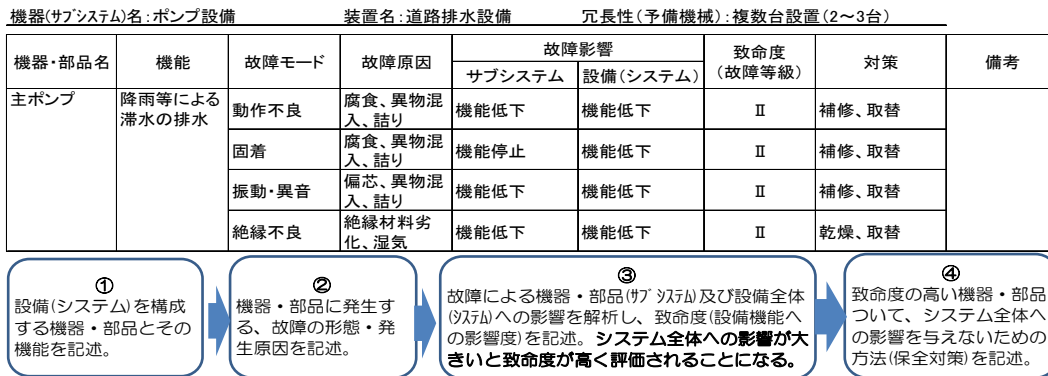 機器(サブシステム)名：ポンプ設備 装置名：道路排水設備 冗長性(予備機械)：複数台設置(2～3台)
機器・部品名 機能 故障モード 故障原因 故障影響 致命度 対策 備考
サブシステム 設備(システム) (故障等級)
主ポンプ 降雨等による
滞水の排水
動作不良 腐食、異物混
入、詰り
機能低下 機能低下 Ⅱ 補修、取替
固着 腐食、異物混
入、詰り
機能停止 機能低下 Ⅱ 補修、取替
振動・異音 偏芯、異物混
入、詰り
機能低下 機能低下 Ⅱ 補修、取替
絶縁不良 絶縁材料劣
化、湿気
機能低下 機能低下 Ⅱ 乾燥、取替
①
設備(システム)を構成
する機器・部品とその
機能を記述。
②
機器・部品に発生す
る、故障の形態・発
生原因を記述。
③
故障による機器・部品(サブシステム)及び設備全体
(システム)への影響を解析し、致命度(設備機能へ
の影響度)を記述。システム全体への影響が大
きいと致命度が高く評価されることになる。
④
致命度の高い機器・部品
ついて、システム全体へ
の影響を与えないための
方法(保全対策)を記述。